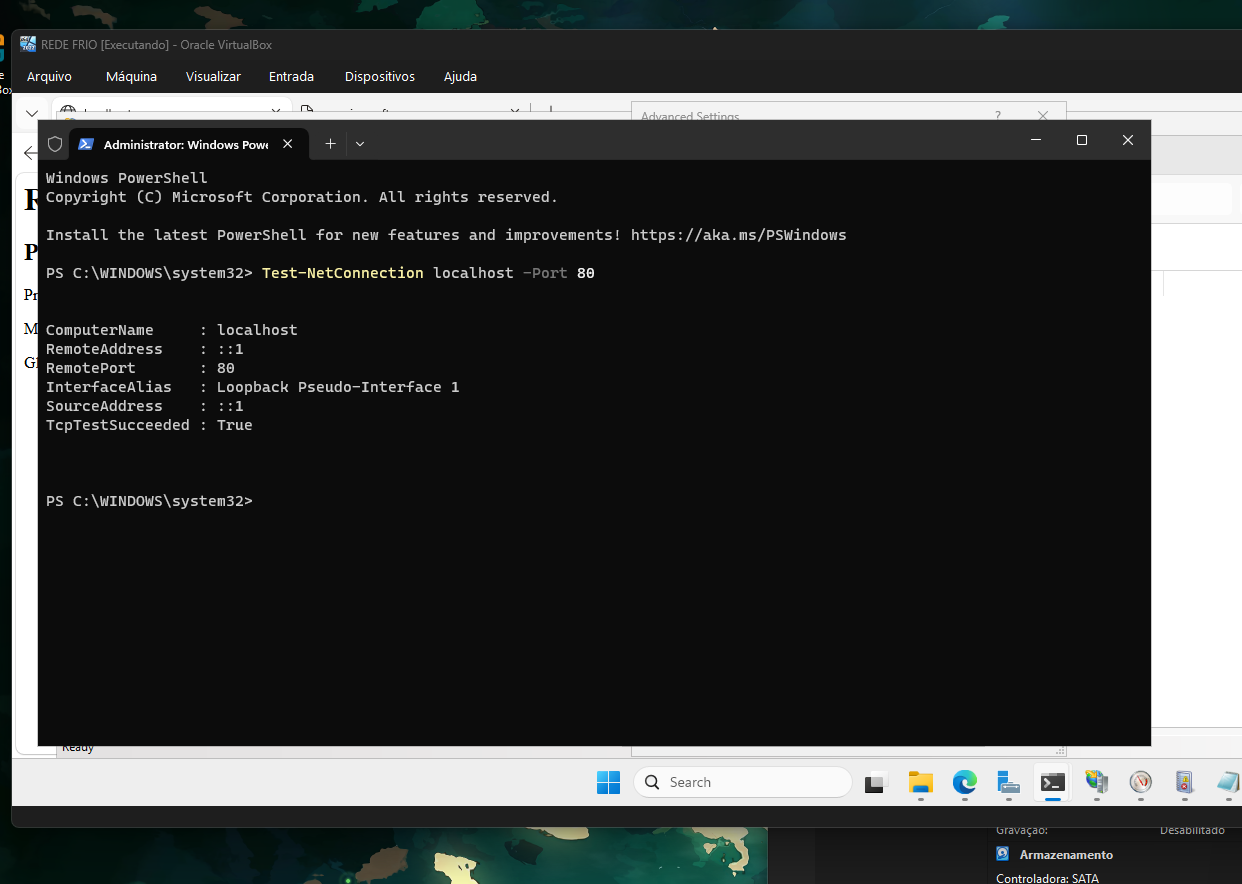 REDE FRIO [Executando] - Oracle VirtualBox
Arquivo Máquina Visualizar Entrada Dispositivos Ajuda
Advanced Settings ?
Administrator: Windows Powe
Windows PowerShell
Copyright (C) Microsoft Corporation. All rights reserved.
Install the latest PowerShell for new features and improvements! https://aka.ms/PSWindows
PS C:\WINDOWS\system32> Test-NetConnection localhost -Port 80
ComputerName : localhost
RemoteAddress : ::1
RemotePort : 80
InterfaceAlias : Loopback Pseudo-Interface 1
SourceAddress : ::1
TcpTestSucceeded : True
PS C:\WINDOWS\system32>
Ready
Search
Gravação: Desabilitado
Armazenamento
Controladora: SATA